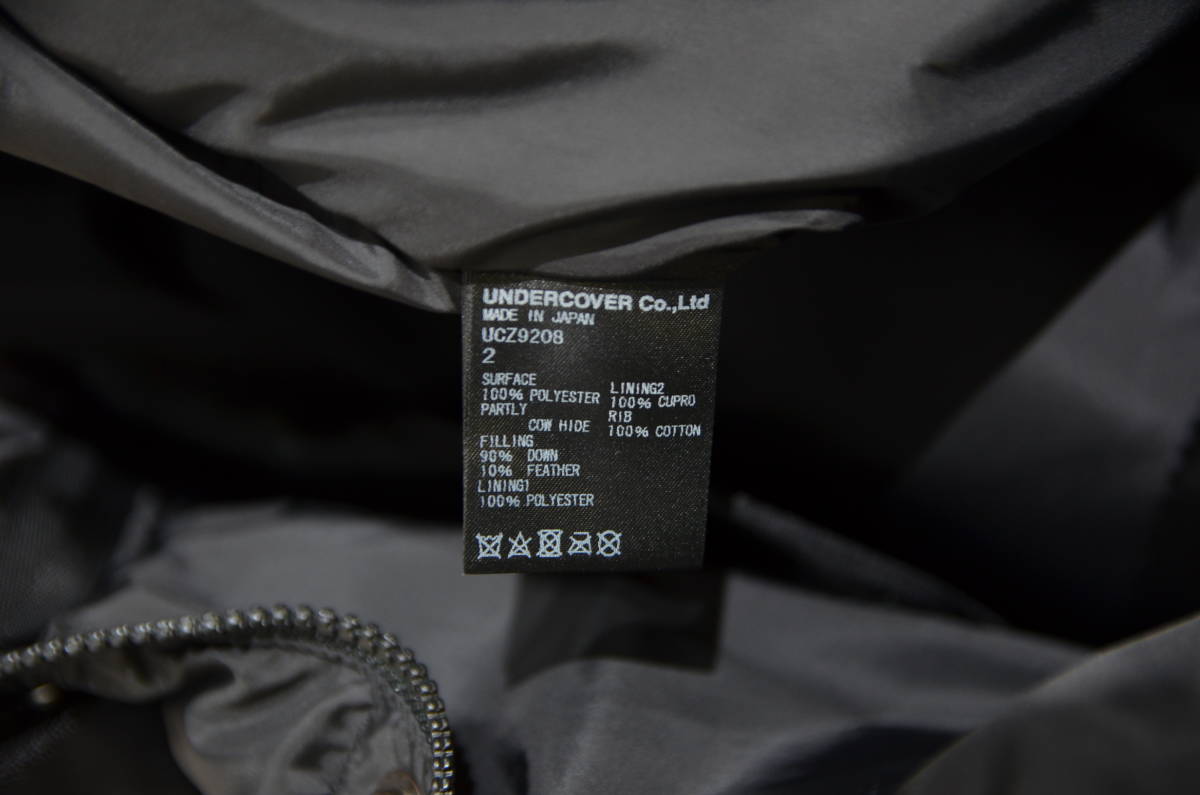 UNDERCOVER Co.,Ltd
MADE IN JAPAN
UCZ9208
2
SURFACE
100% POLYESTER
PARTLY
COW HIDE
FILLING
90% DOWN
10% FEATHER
LINING1
100% POLYESTER
LINING2
100% CUPRO
RIB
100% COTTON